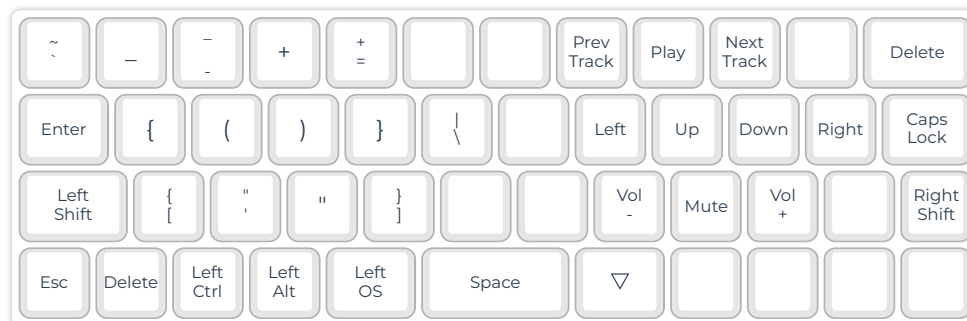 ~
`
_
_
-
+
+
=
Prev
Track
Play
Next
Track
Delete
Enter
{
(
)
}
|
\
Left
Up
Down
Right
Caps
Lock
Left
Shift
{
[
"
'
"
}
]
Vol
-
Mute
Vol
+
Right
Shift
Esc
Delete
Left
Ctrl
Left
Alt
Left
OS
Space
▽